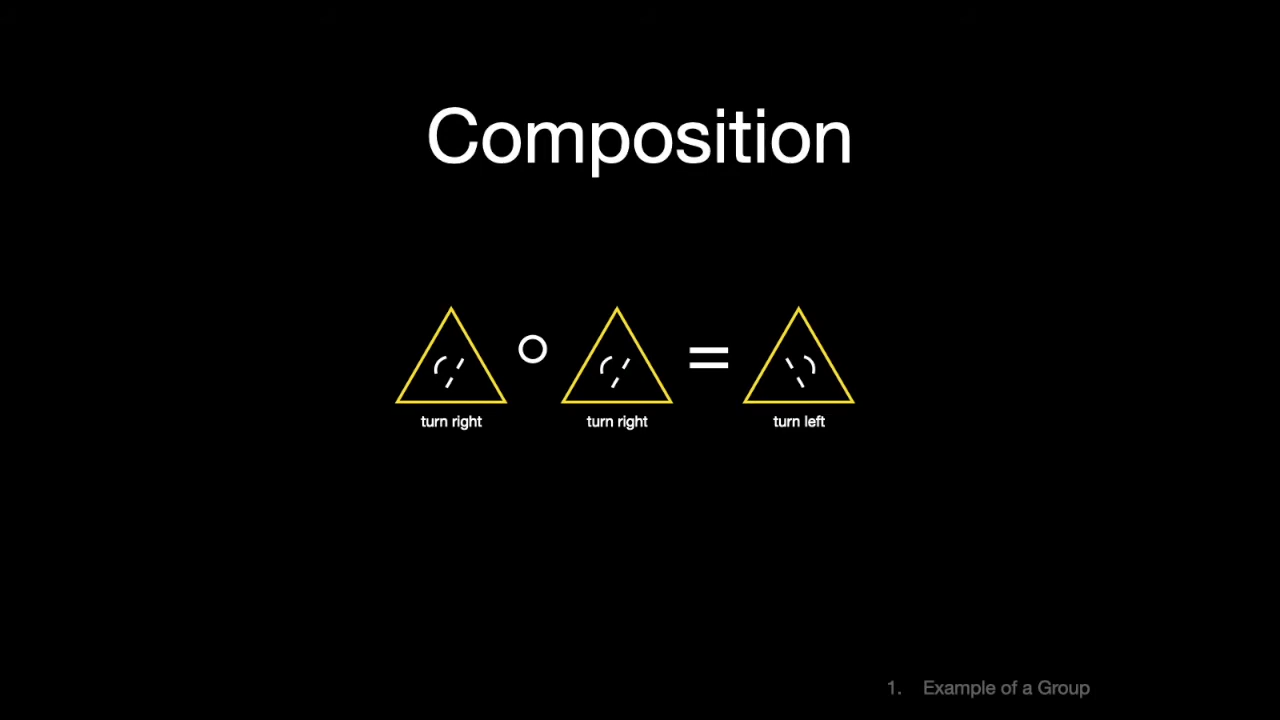 Composition
∘ =
turn right turn right turn left
1. Example of a Group